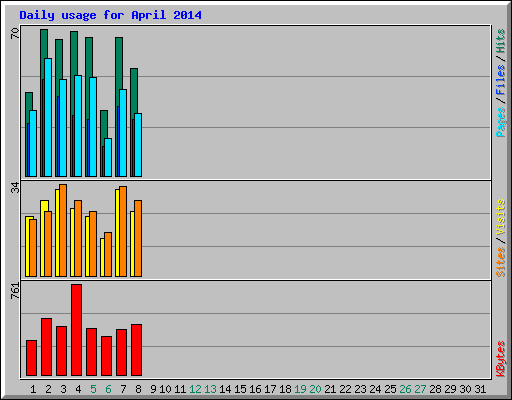 Daily usage for April 2014
70
Pages / Files / Hits
34
Sites / Visits
761
KBytes
1 2 3 4 5 6 7 8 9 10 11 12 13 14 15 16 17 18 19 20 21 22 23 24 25 26 27 28 29 30 31